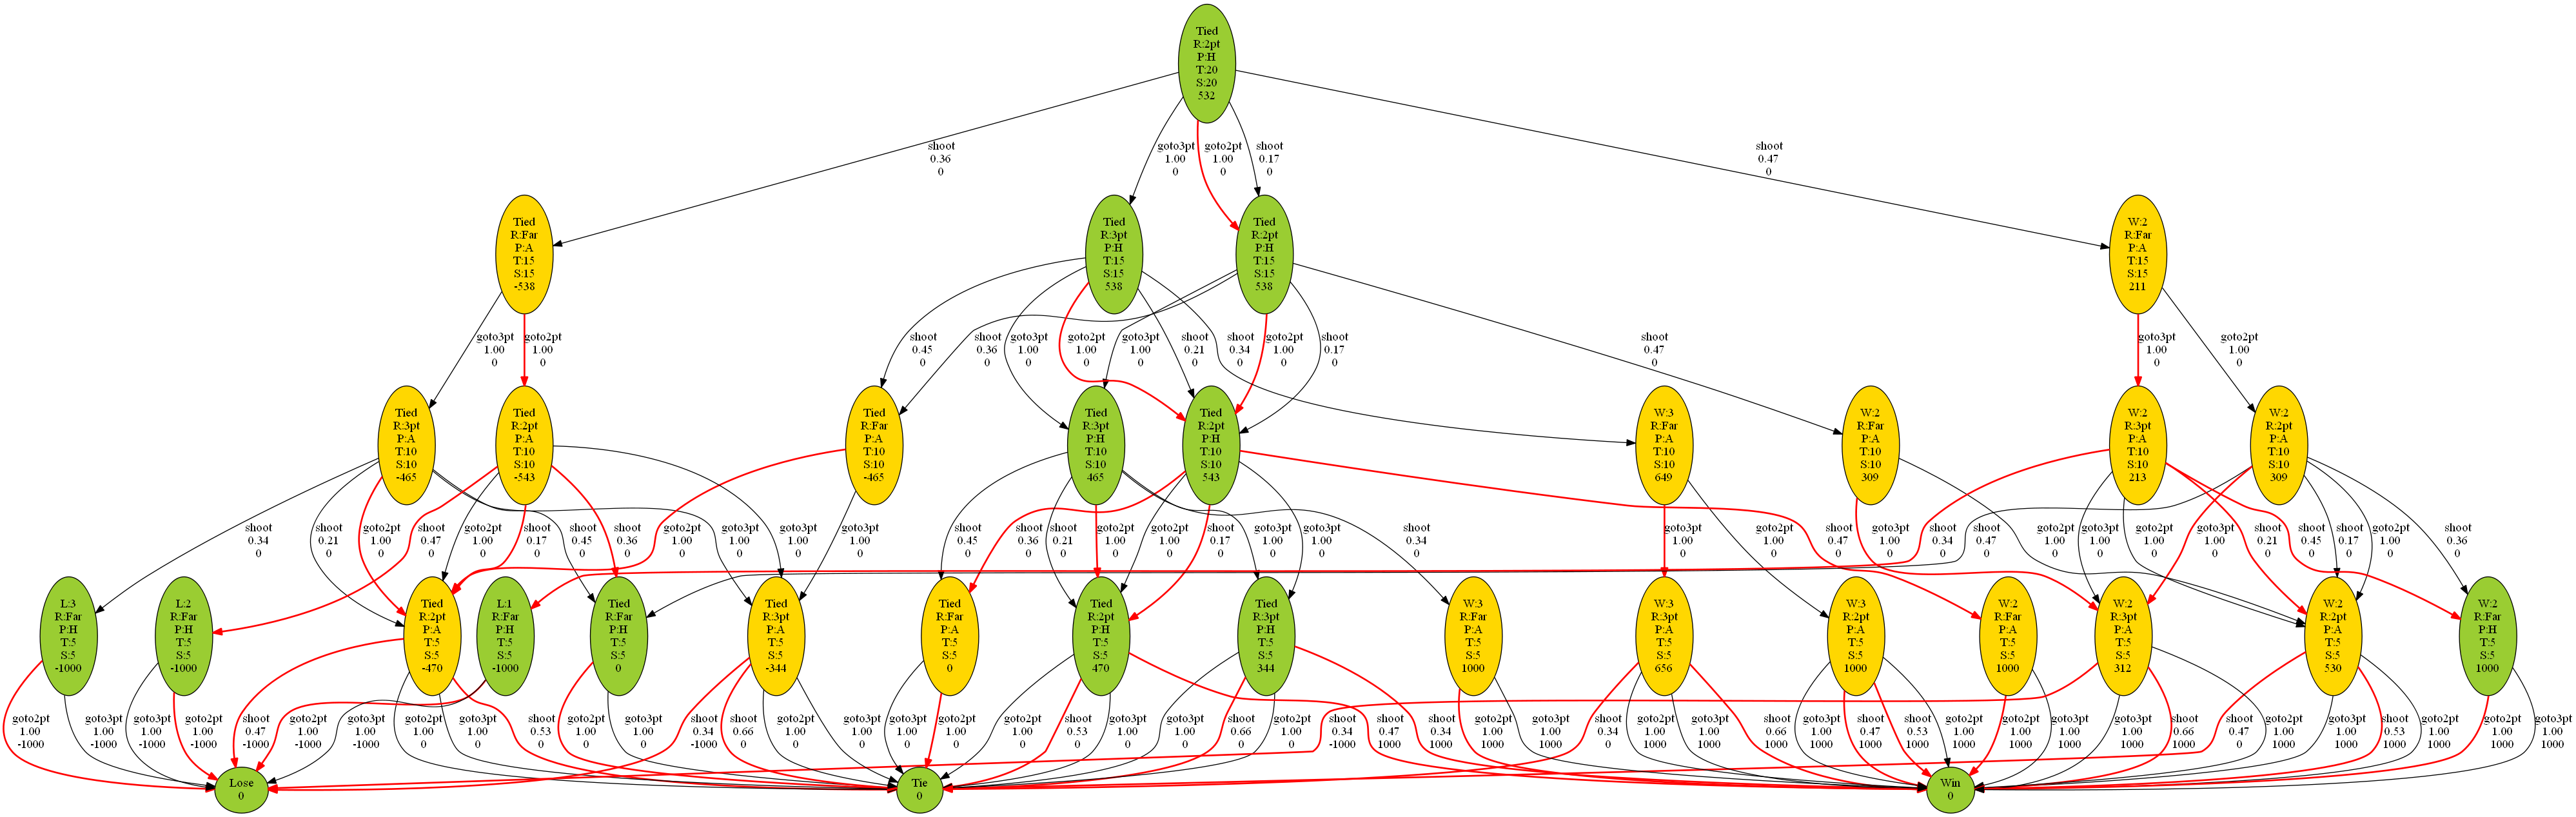 Tied
R:2pt
P:H
T:20
S:20
532
shoot
0.36
0
goto3pt
1.00
0
goto2pt
1.00
0
shoot
0.17
0
shoot
0.47
0
Tied
R:Far
P:A
T:15
S:15
-538
Tied
R:3pt
P:H
T:15
S:15
538
Tied
R:2pt
P:H
T:15
S:15
538
W:2
R:Far
P:A
T:15
S:15
211
goto3pt
1.00
0
goto2pt
1.00
0
shoot
0.45
0
shoot
0.36
0
goto3pt
1.00
0
goto2pt
1.00
0
goto3pt
1.00
0
shoot
0.21
0
shoot
0.34
0
goto2pt
1.00
0
shoot
0.17
0
shoot
0.47
0
goto3pt
1.00
0
goto2pt
1.00
0
Tied
R:3pt
P:A
T:10
S:10
-465
Tied
R:2pt
P:A
T:10
S:10
-543
Tied
R:Far
P:A
T:10
S:10
-465
Tied
R:3pt
P:H
T:10
S:10
465
Tied
R:2pt
P:H
T:10
S:10
543
W:3
R:Far
P:A
T:10
S:10
649
W:2
R:Far
P:A
T:10
S:10
309
W:2
R:3pt
P:A
T:10
S:10
213
W:2
R:2pt
P:A
T:10
S:10
309
shoot
0.34
0
shoot
0.21
0
goto2pt
1.00
0
shoot
0.47
0
goto2pt
1.00
0
shoot
0.17
0
shoot
0.45
0
shoot
0.36
0
goto2pt
1.00
0
goto3pt
1.00
0
goto3pt
1.00
0
goto3pt
1.00
0
shoot
0.45
0
shoot
0.36
0
shoot
0.21
0
goto2pt
1.00
0
goto2pt
1.00
0
shoot
0.17
0
goto3pt
1.00
0
goto3pt
1.00
0
shoot
0.34
0
goto3pt
1.00
0
goto2pt
1.00
0
shoot
0.47
0
goto3pt
1.00
0
shoot
0.34
0
shoot
0.47
0
goto2pt
1.00
0
goto3pt
1.00
0
goto2pt
1.00
0
goto3pt
1.00
0
shoot
0.21
0
shoot
0.45
0
shoot
0.17
0
goto2pt
1.00
0
shoot
0.36
0
L:3
R:Far
P:H
T:5
S:5
-1000
L:2
R:Far
P:H
T:5
S:5
-1000
Tied
R:2pt
P:A
T:5
S:5
-470
L:1
R:Far
P:H
T:5
S:5
-1000
Tied
R:Far
P:H
T:5
S:5
0
Tied
R:3pt
P:A
T:5
S:5
-344
Tied
R:Far
P:A
T:5
S:5
0
Tied
R:2pt
P:H
T:5
S:5
470
Tied
R:3pt
P:H
T:5
S:5
344
W:3
R:Far
P:A
T:5
S:5
1000
W:3
R:3pt
P:A
T:5
S:5
656
W:3
R:2pt
P:A
T:5
S:5
1000
W:2
R:Far
P:A
T:5
S:5
1000
W:2
R:3pt
P:A
T:5
S:5
312
W:2
R:2pt
P:A
T:5
S:5
530
W:2
R:Far
P:H
T:5
S:5
1000
goto2pt
1.00
-1000
goto3pt
1.00
-1000
goto3pt
1.00
-1000
goto2pt
1.00
-1000
shoot
0.47
-1000
goto2pt
1.00
-1000
goto3pt
1.00
-1000
goto2pt
1.00
0
goto3pt
1.00
0
shoot
0.53
0
goto2pt
1.00
0
goto3pt
1.00
0
shoot
0.34
-1000
shoot
0.66
0
goto2pt
1.00
0
goto3pt
1.00
0
goto3pt
1.00
0
goto2pt
1.00
0
goto2pt
1.00
0
shoot
0.53
0
goto3pt
1.00
0
goto3pt
1.00
0
shoot
0.66
0
goto2pt
1.00
0
shoot
0.34
-1000
shoot
0.47
1000
shoot
0.34
1000
goto2pt
1.00
1000
goto3pt
1.00
1000
shoot
0.34
0
goto2pt
1.00
1000
goto3pt
1.00
1000
shoot
0.66
1000
goto3pt
1.00
1000
shoot
0.47
1000
shoot
0.53
1000
goto2pt
1.00
1000
goto2pt
1.00
1000
goto3pt
1.00
1000
goto3pt
1.00
1000
shoot
0.66
1000
shoot
0.47
0
goto2pt
1.00
1000
goto3pt
1.00
1000
shoot
0.53
1000
goto2pt
1.00
1000
goto2pt
1.00
1000
goto3pt
1.00
1000
Lose
0
Tie
0
Win
0